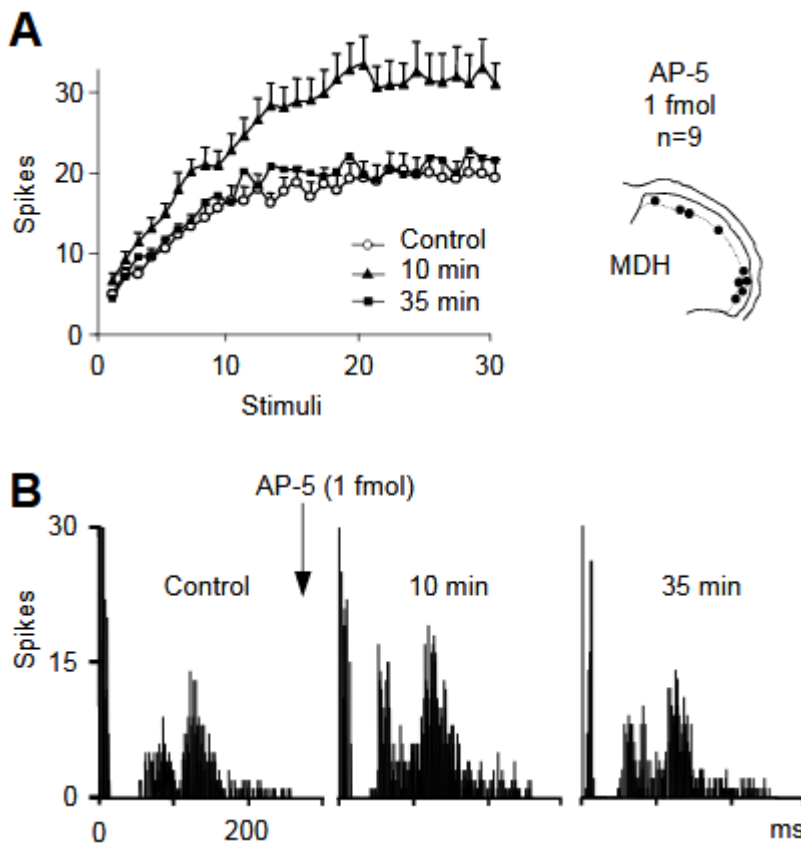 A
30
20
10
0
Spikes
Control
10 min
35 min
0 10 20 30
Stimuli
AP-5
1 fmol
n=9
MDH
B
AP-5 (1 fmol)
30
15
0
Spikes
Control
10 min
35 min
0 200 ms